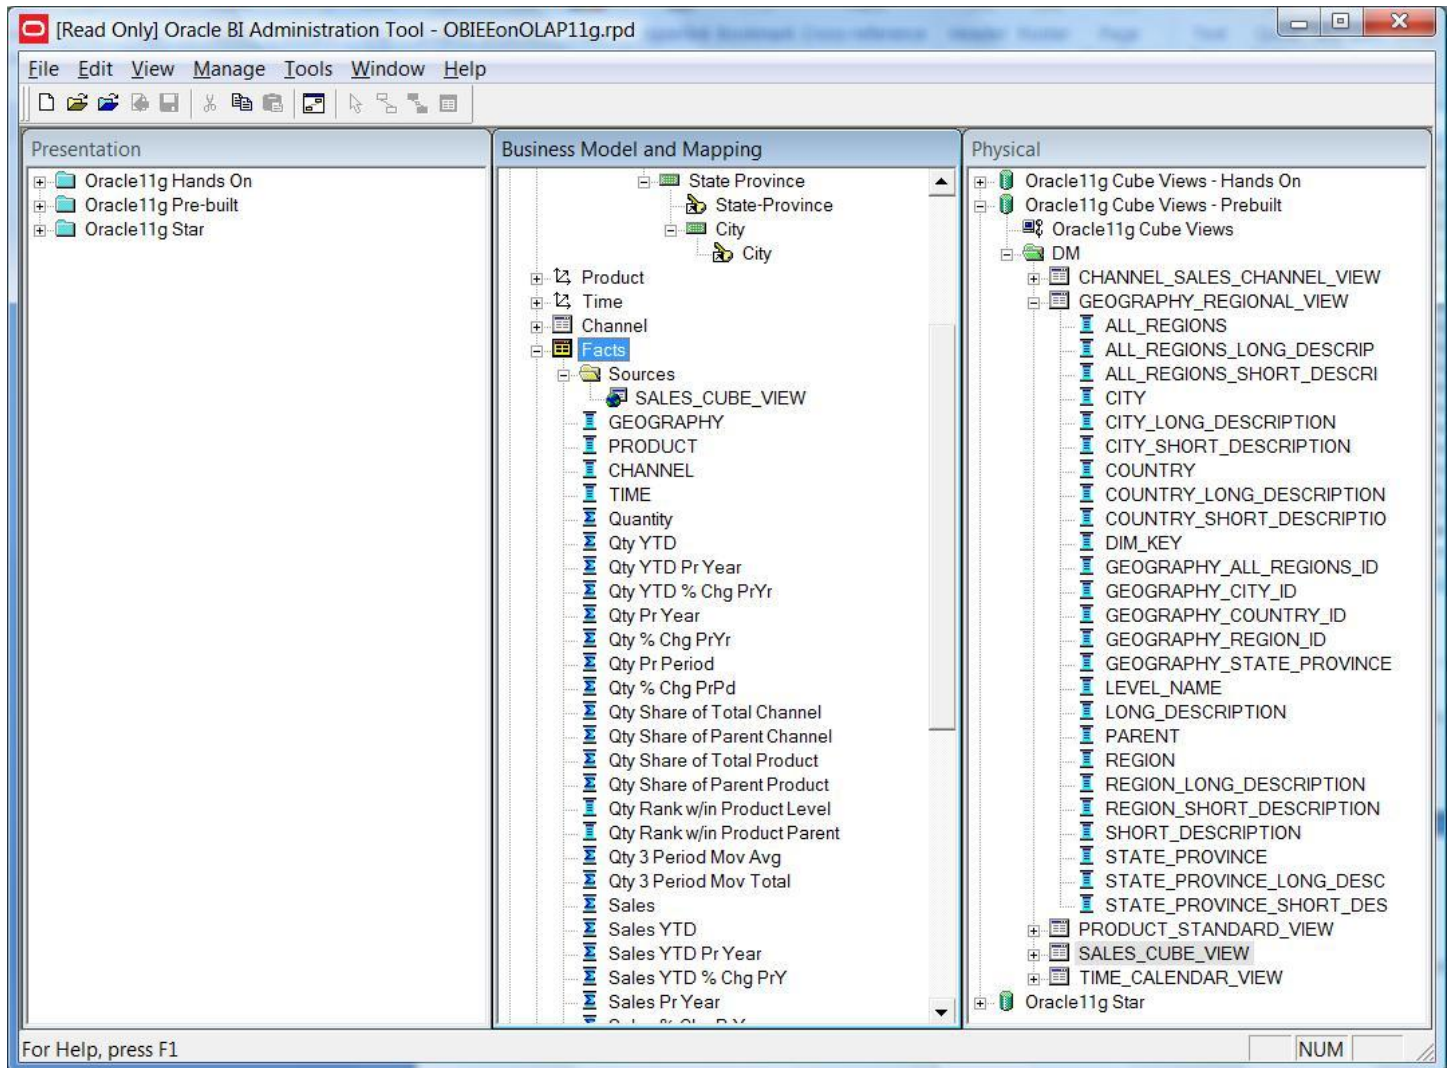 [Read Only] Oracle BI Administration Tool - OBIEEonOLAP11g.rpd
File Edit View Manage Tools Window Help
Presentation
Oracle11g Hands On
Oracle11g Pre-built
Oracle11g Star
Business Model and Mapping
State Province
State-Province
City
City
Product
Time
Channel
Facts
Sources
SALES_CUBE_VIEW
GEOGRAPHY
PRODUCT
CHANNEL
TIME
Quantity
Qty YTD
Qty YTD Pr Year
Qty YTD % Chg PrYr
Qty Pr Year
Qty % Chg PrYr
Qty Pr Period
Qty % Chg PrPd
Qty Share of Total Channel
Qty Share of Parent Channel
Qty Share of Total Product
Qty Share of Parent Product
Qty Rank w/in Product Level
Qty Rank w/in Product Parent
Qty 3 Period Mov Avg
Qty 3 Period Mov Total
Sales
Sales YTD
Sales YTD Pr Year
Sales YTD % Chg PrY
Sales Pr Year
Physical
Oracle11g Cube Views - Hands On
Oracle11g Cube Views - Prebuilt
Oracle11g Cube Views
DM
CHANNEL_SALES_CHANNEL_VIEW
GEOGRAPHY_REGIONAL_VIEW
ALL_REGIONS
ALL_REGIONS_LONG_DESCRIP
ALL_REGIONS_SHORT_DESCRI
CITY
CITY_LONG_DESCRIPTION
CITY_SHORT_DESCRIPTION
COUNTRY
COUNTRY_LONG_DESCRIPTION
COUNTRY_SHORT_DESCRIPTIO
DIM_KEY
GEOGRAPHY_ALL_REGIONS_ID
GEOGRAPHY_CITY_ID
GEOGRAPHY_COUNTRY_ID
GEOGRAPHY_REGION_ID
GEOGRAPHY_STATE_PROVINCE
LEVEL_NAME
LONG_DESCRIPTION
PARENT
REGION
REGION_LONG_DESCRIPTION
REGION_SHORT_DESCRIPTION
SHORT_DESCRIPTION
STATE_PROVINCE
STATE_PROVINCE_LONG_DESC
STATE_PROVINCE_SHORT_DES
PRODUCT_STANDARD_VIEW
SALES_CUBE_VIEW
TIME_CALENDAR_VIEW
Oracle11g Star
For Help, press F1
NUM